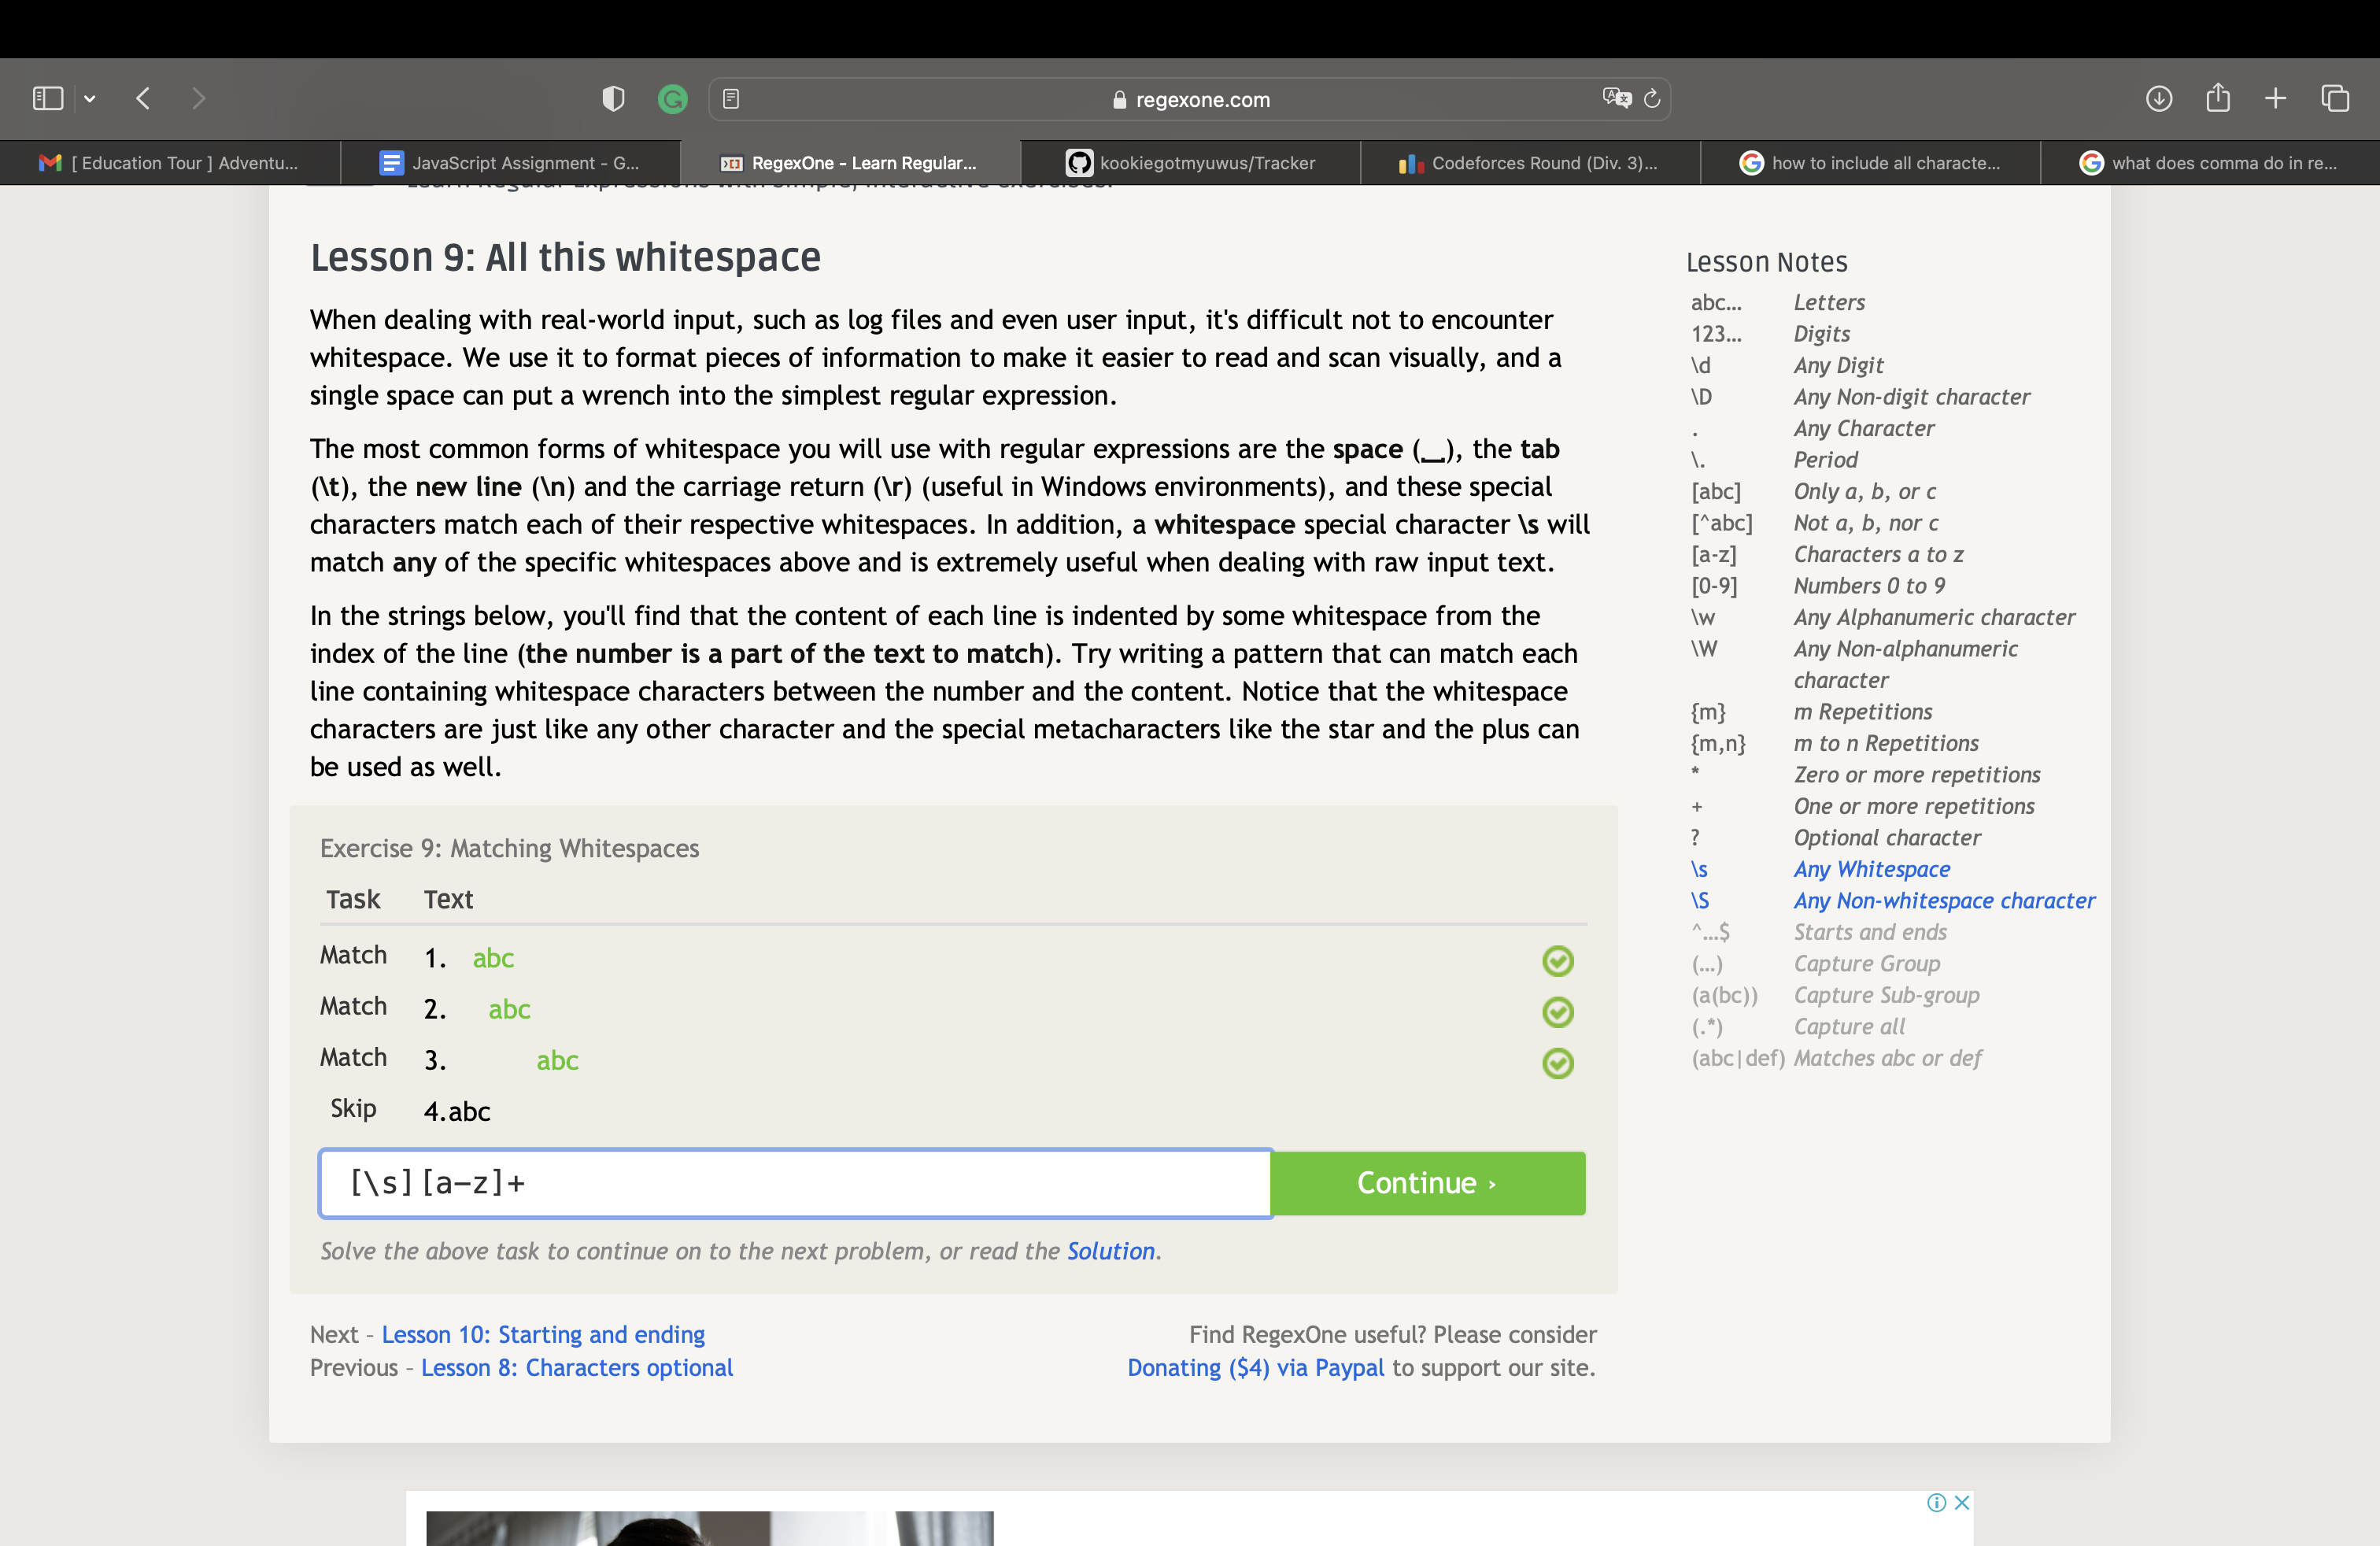 regexone.com
[ Education Tour ] Adventu...
JavaScript Assignment - G...
RegexOne - Learn Regular...
kookiegotmyuwus/Tracker
Codeforces Round (Div. 3)...
how to include all characte...
what does comma do in re...
Learn Regular Expressions with simple, interactive exercises.
Lesson 9: All this whitespace
When dealing with real-world input, such as log files and even user input, it's difficult not to encounter
whitespace. We use it to format pieces of information to make it easier to read and scan visually, and a
single space can put a wrench into the simplest regular expression.
The most common forms of whitespace you will use with regular expressions are the space (_), the tab
(\t), the new line (\n) and the carriage return (\r) (useful in Windows environments), and these special
characters match each of their respective whitespaces. In addition, a whitespace special character \s will
match any of the specific whitespaces above and is extremely useful when dealing with raw input text.
In the strings below, you'll find that the content of each line is indented by some whitespace from the
index of the line (the number is a part of the text to match). Try writing a pattern that can match each
line containing whitespace characters between the number and the content. Notice that the whitespace
characters are just like any other character and the special metacharacters like the star and the plus can
be used as well.
Exercise 9: Matching Whitespaces
Task Text
Match 1. abc
Match 2. abc
Match 3. abc
Skip 4.abc
[\s][a-z]+ Continue ›
Solve the above task to continue on to the next problem, or read the Solution.
Next – Lesson 10: Starting and ending
Previous – Lesson 8: Characters optional
Find RegexOne useful? Please consider
Donating ($4) via Paypal to support our site.
Lesson Notes
abc… Letters
123… Digits
\d Any Digit
\D Any Non-digit character
. Any Character
\. Period
[abc] Only a, b, or c
[^abc] Not a, b, nor c
[a-z] Characters a to z
[0-9] Numbers 0 to 9
\w Any Alphanumeric character
\W Any Non-alphanumeric
character
{m} m Repetitions
{m,n} m to n Repetitions
* Zero or more repetitions
+ One or more repetitions
? Optional character
\s Any Whitespace
\S Any Non-whitespace character
^…$ Starts and ends
(…) Capture Group
(a(bc)) Capture Sub-group
(.*) Capture all
(abc|def) Matches abc or def